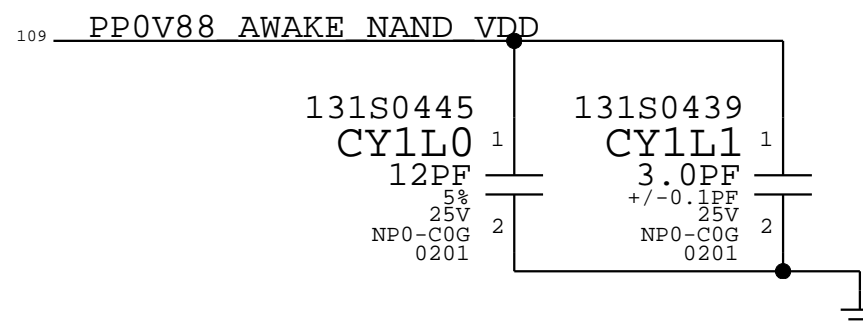 109 PP0V88_AWAKE_NAND_VDD
131S0445
CY1L0 1
12PF
5%
25V
2
NP0-C0G
0201
131S0439
CY1L1 1
3.0PF
+/-0.1PF
25V
2
NP0-C0G
0201